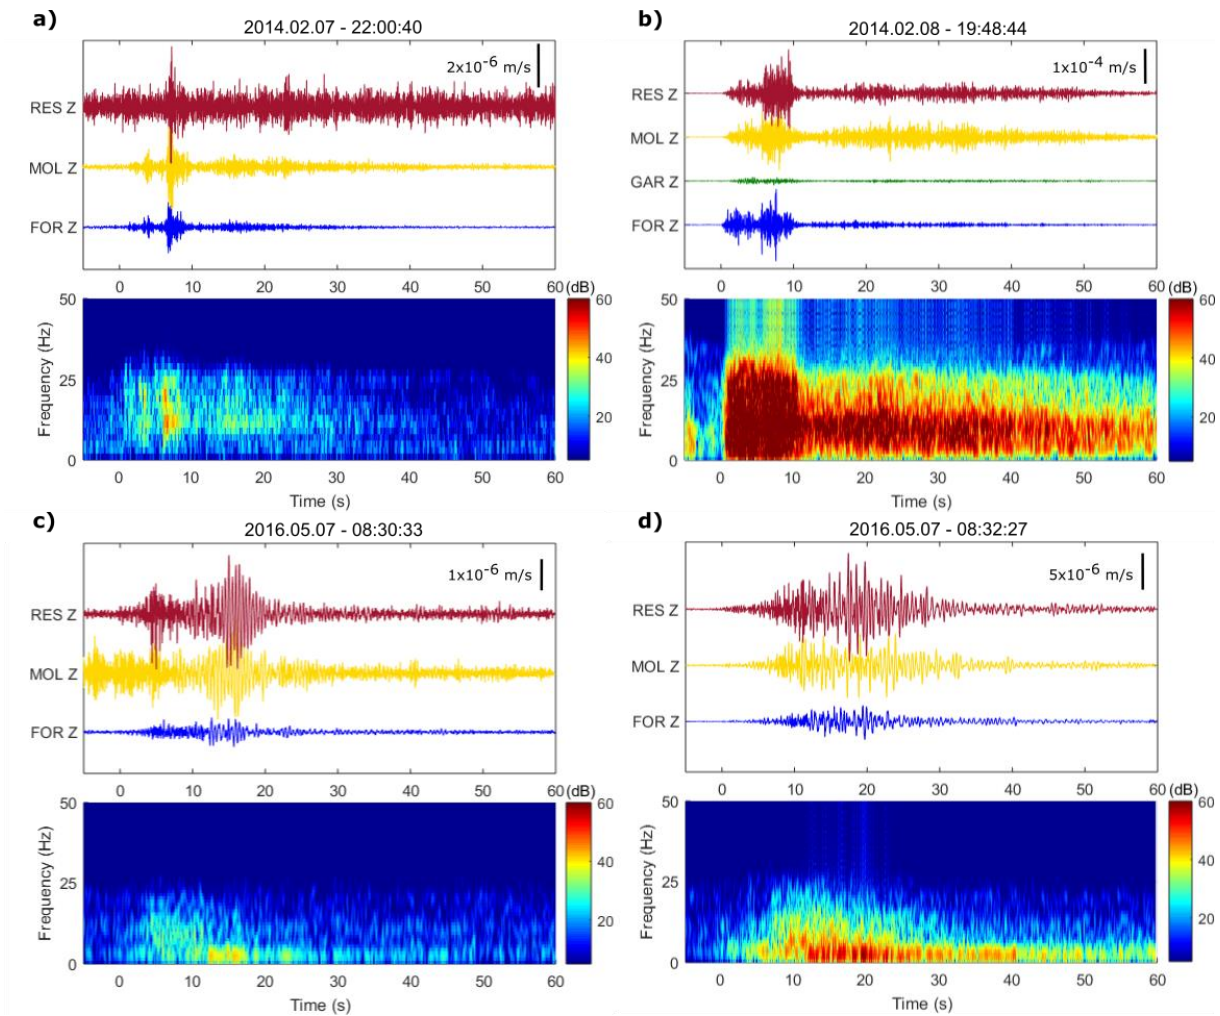 a)
2014.02.07 - 22:00:40
2x10⁻⁶ m/s
RES Z
MOL Z
FOR Z
0 10 20 30 40 50 60
(dB)
50 25 0
Frequency (Hz)
60 40 20
0 10 20 30 40 50 60
Time (s)
b)
2014.02.08 - 19:48:44
1x10⁻⁴ m/s
RES Z
MOL Z
GAR Z
FOR Z
0 10 20 30 40 50 60
(dB)
50 25 0
Frequency (Hz)
60 40 20
0 10 20 30 40 50 60
Time (s)
c)
2016.05.07 - 08:30:33
1x10⁻⁶ m/s
RES Z
MOL Z
FOR Z
0 10 20 30 40 50 60
(dB)
50 25 0
Frequency (Hz)
60 40 20
0 10 20 30 40 50 60
Time (s)
d)
2016.05.07 - 08:32:27
5x10⁻⁶ m/s
RES Z
MOL Z
FOR Z
0 10 20 30 40 50 60
(dB)
50 25 0
Frequency (Hz)
60 40 20
0 10 20 30 40 50 60
Time (s)